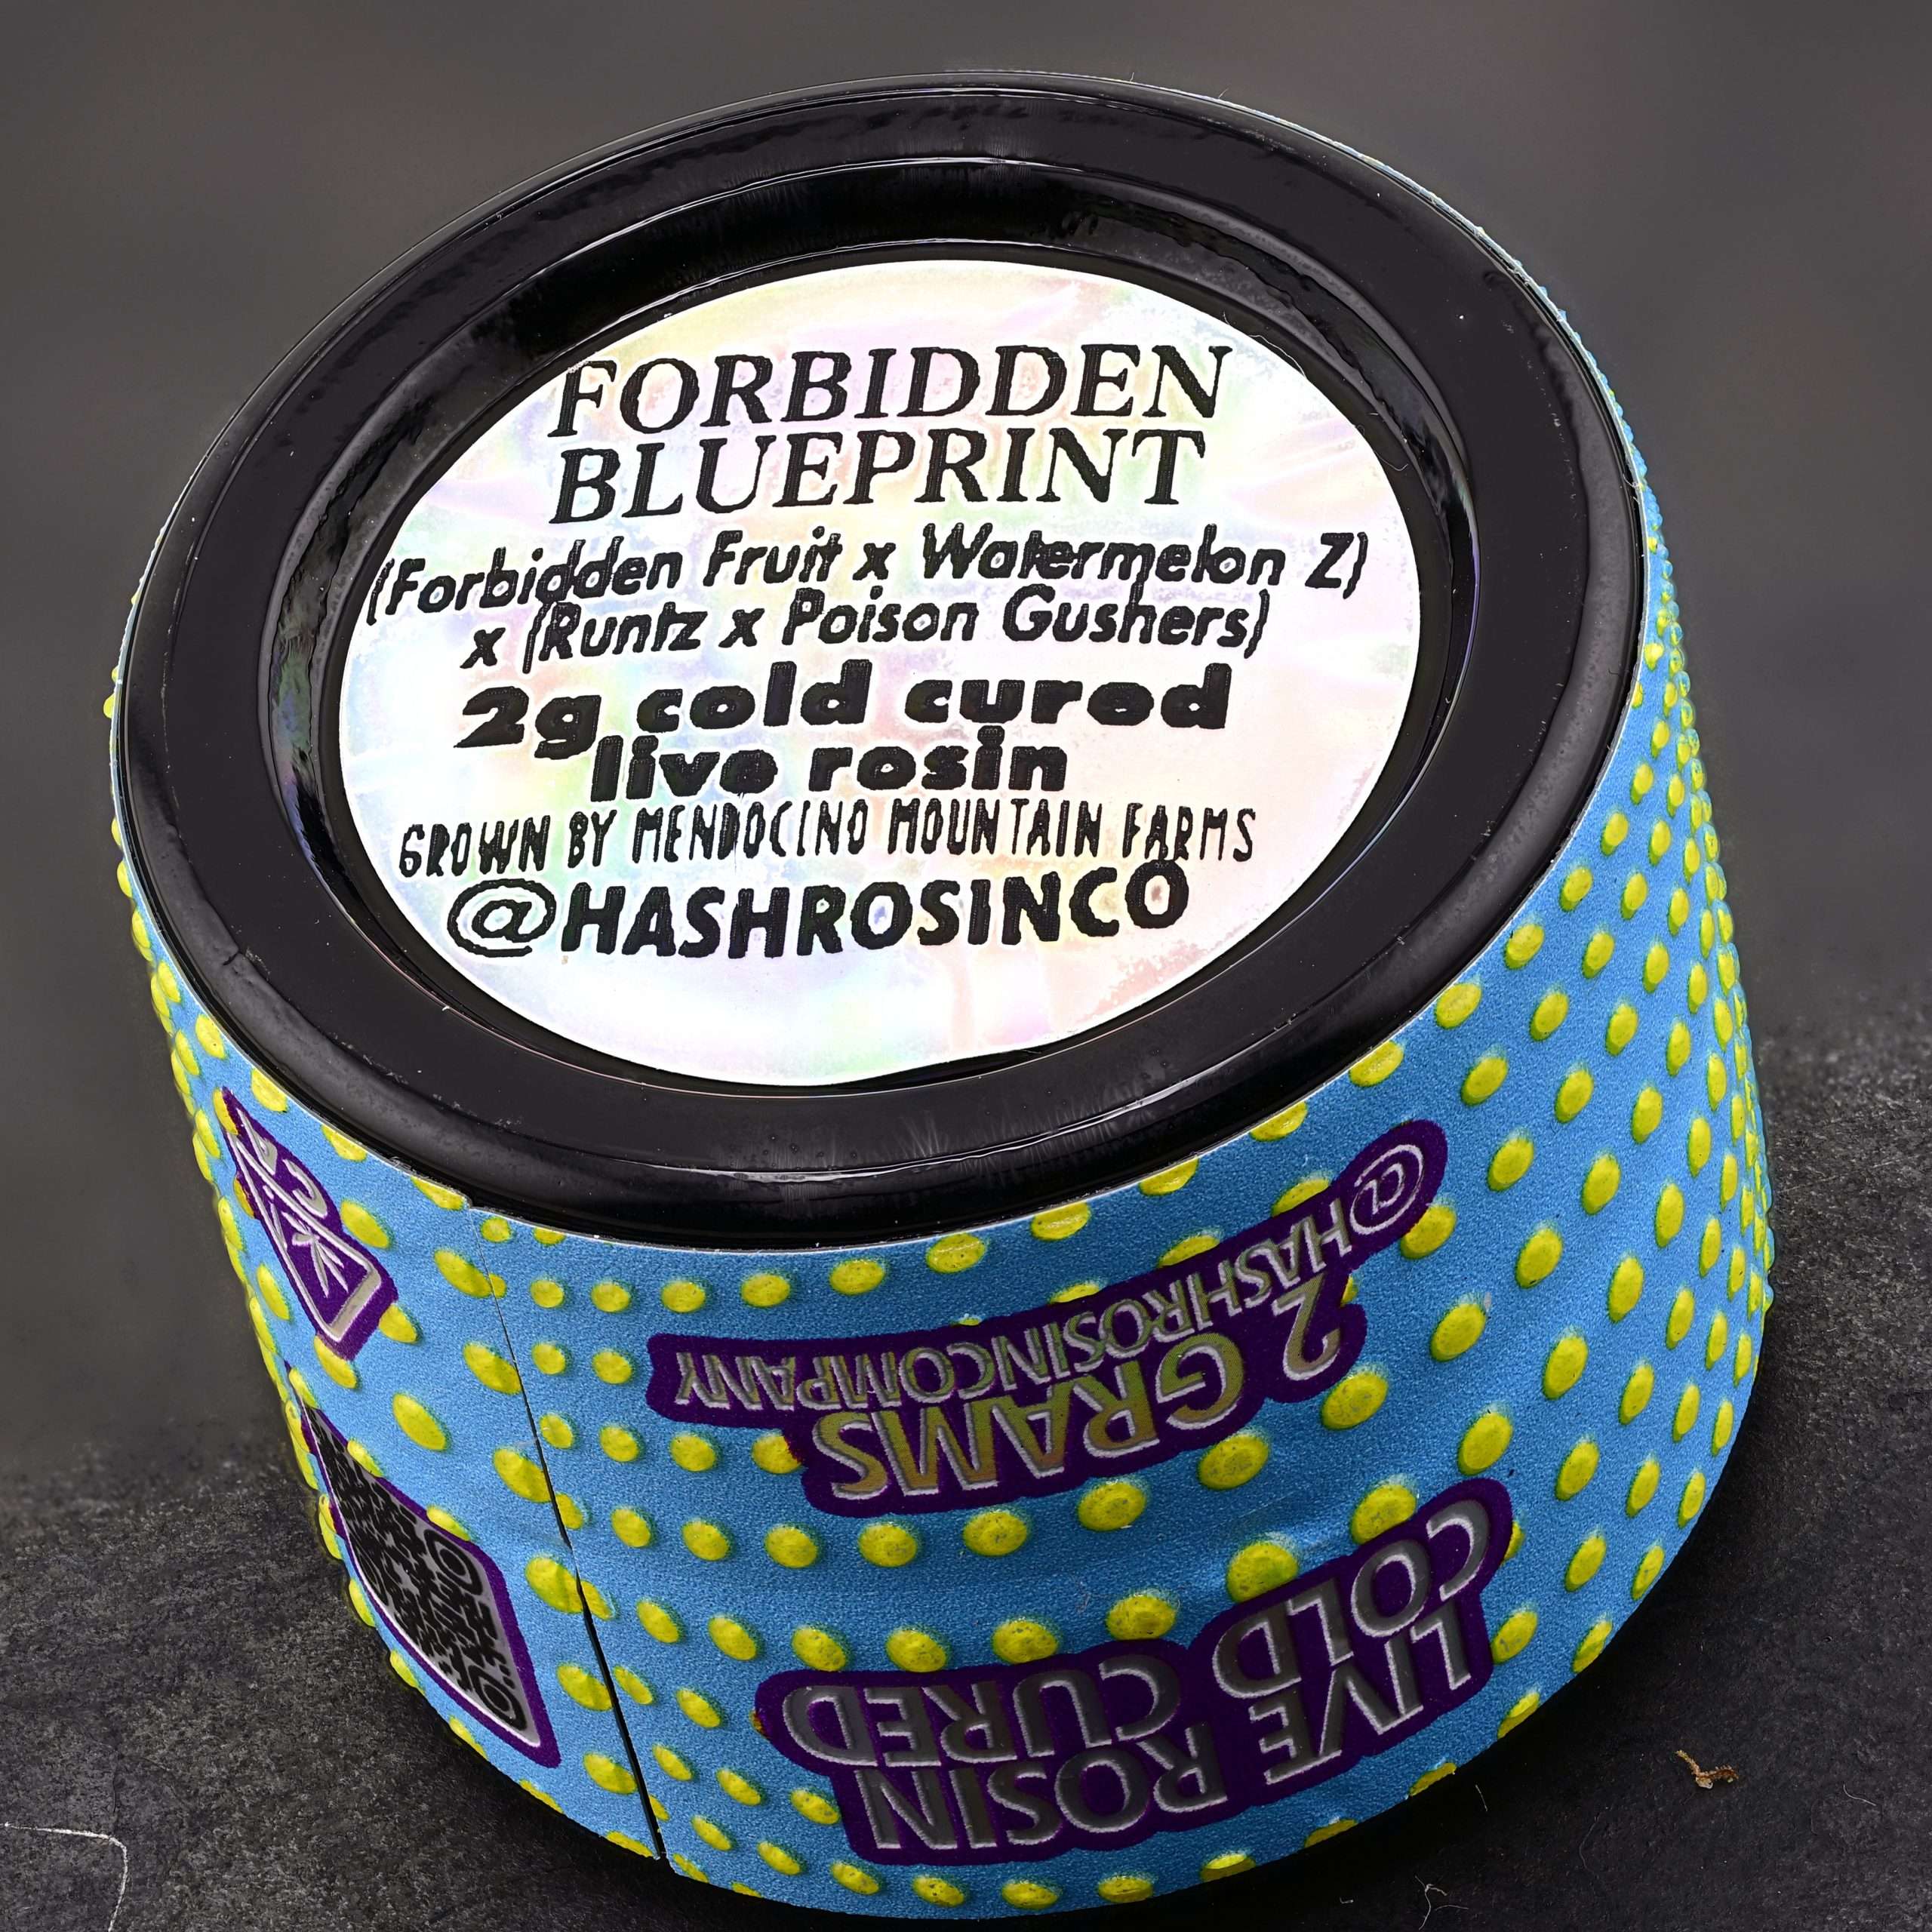 FORBIDDEN
BLUEPRINT
(Forbidden Fruit x Watermelon Z)
x (Runtz x Poison Gushers)
2g cold cured
live rosin
GROWN BY MENDOCINO MOUNTAIN FARMS
@HASHROSINCO
COLD CURED
LIVE ROSIN
2 GRAMS
@HASHROSINCOMPANY